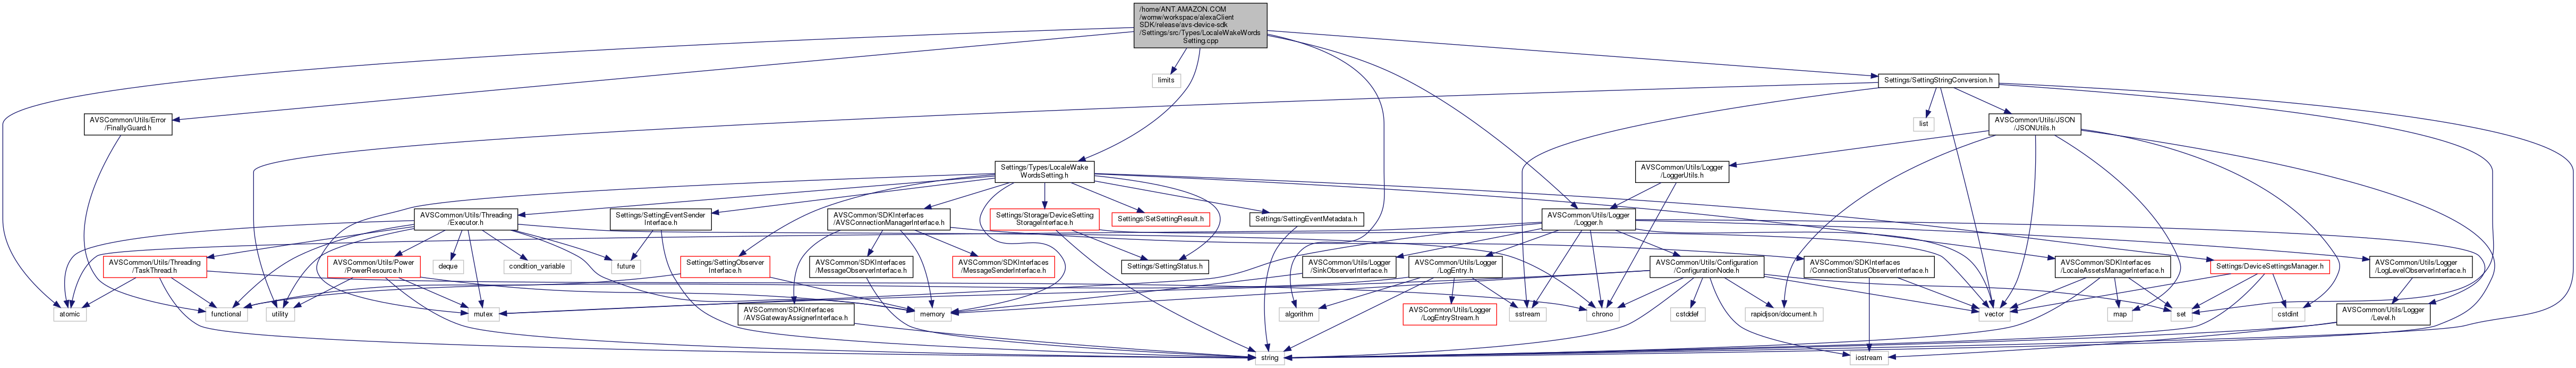 /home/ANT.AMAZON.COM
/womw/workspace/alexaClient
SDK/release/avs-device-sdk
/Settings/src/Types/LocaleWakeWords
Setting.cpp
limits
Settings/SettingStringConversion.h
AVSCommon/Utils/Error
/FinallyGuard.h
list
AVSCommon/Utils/JSON
/JSONUtils.h
Settings/Types/LocaleWake
WordsSetting.h
AVSCommon/Utils/Logger
/LoggerUtils.h
AVSCommon/Utils/Threading
/Executor.h
Settings/SettingEventSender
Interface.h
AVSCommon/SDKInterfaces
/AVSConnectionManagerInterface.h
Settings/Storage/DeviceSetting
StorageInterface.h
Settings/SetSettingResult.h
Settings/SettingEventMetadata.h
AVSCommon/Utils/Logger
/Logger.h
AVSCommon/Utils/Threading
/TaskThread.h
AVSCommon/Utils/Power
/PowerResource.h
deque
condition_variable
future
Settings/SettingObserver
Interface.h
AVSCommon/SDKInterfaces
/MessageObserverInterface.h
AVSCommon/SDKInterfaces
/MessageSenderInterface.h
Settings/SettingStatus.h
AVSCommon/Utils/Logger
/SinkObserverInterface.h
AVSCommon/Utils/Logger
/LogEntry.h
AVSCommon/Utils/Configuration
/ConfigurationNode.h
AVSCommon/SDKInterfaces
/ConnectionStatusObserverInterface.h
AVSCommon/SDKInterfaces
/LocaleAssetsManagerInterface.h
Settings/DeviceSettingsManager.h
AVSCommon/Utils/Logger
/LogLevelObserverInterface.h
atomic
functional
utility
mutex
AVSCommon/SDKInterfaces
/AVSGatewayAssignerInterface.h
memory
algorithm
AVSCommon/Utils/Logger
/LogEntryStream.h
sstream
chrono
cstddef
rapidjson/document.h
vector
map
set
cstdint
AVSCommon/Utils/Logger
/Level.h
string
iostream